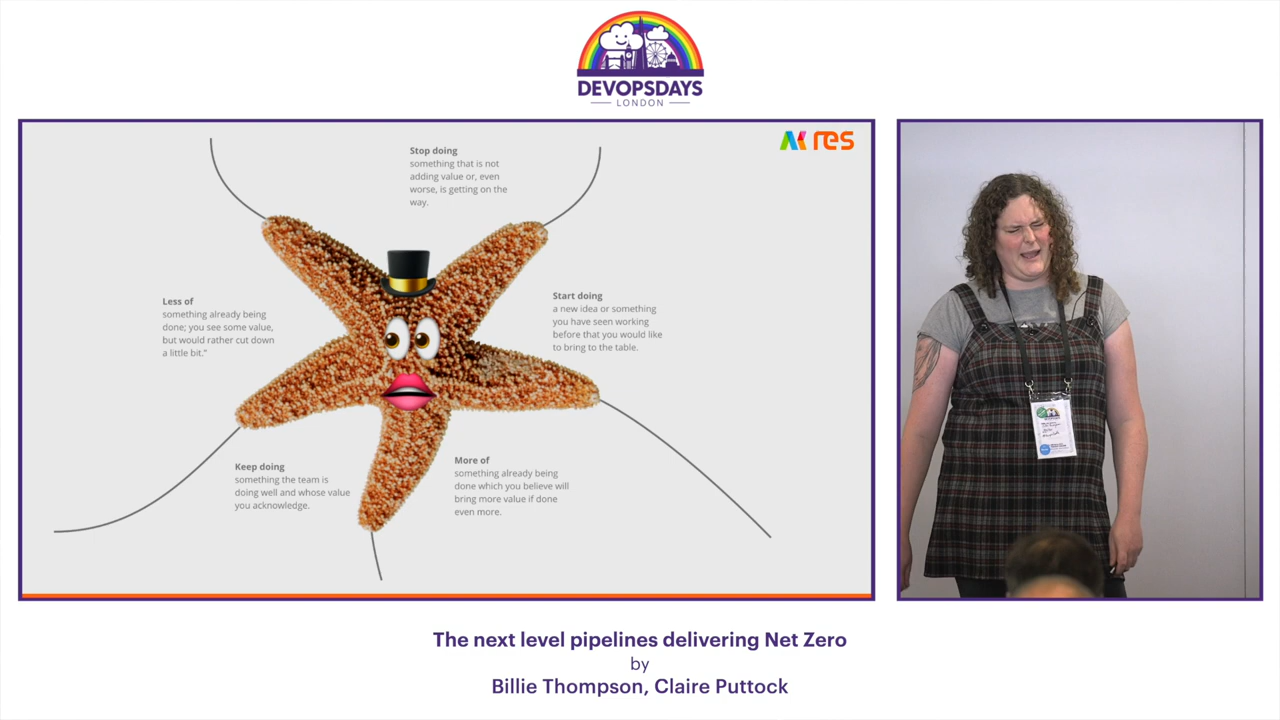 DEVOPSDAYS
LONDON
res
Stop doing
something that is not
adding value or, even
worse, is getting on the
way.
Less of
something already being
done; you see some value,
but would rather cut down
a little bit."
Start doing
a new idea or something
you have seen working
before that you would like
to bring to the table.
Keep doing
something the team is
doing well and whose value
you acknowledge.
More of
something already being
done which you believe will
bring more value if done
even more.
The next level pipelines delivering Net Zero
by
Billie Thompson, Claire Puttock